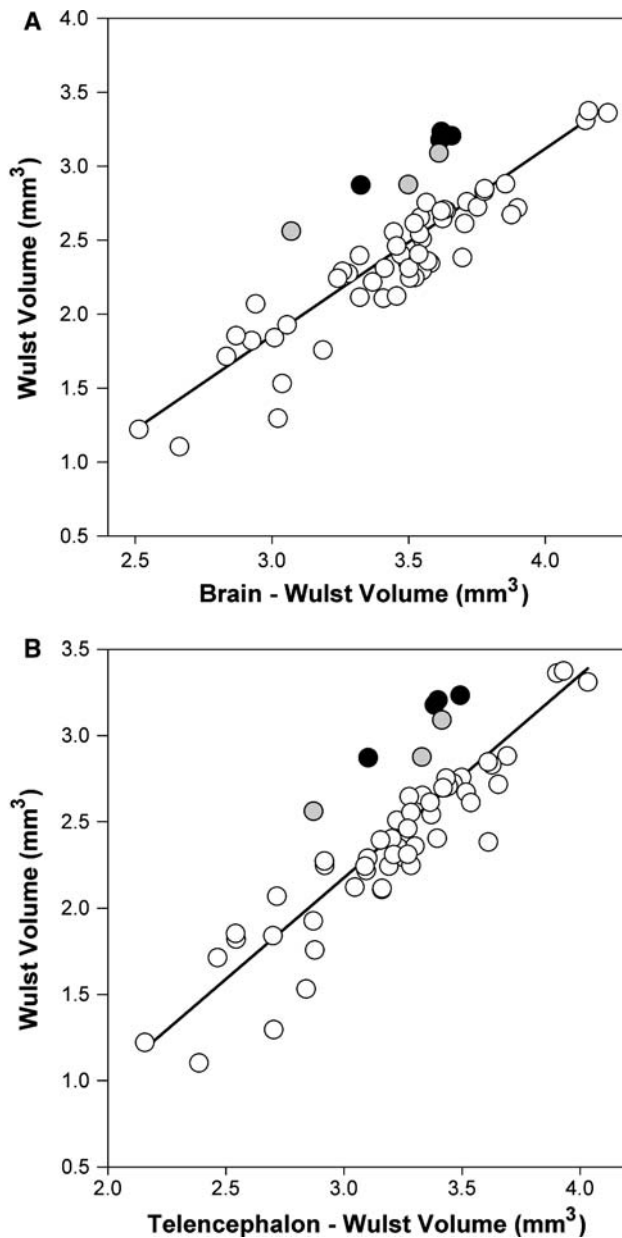 A
4.0
3.5
3.0
2.5
2.0
1.5
1.0
0.5
Wulst Volume (mm³)
2.5 3.0 3.5 4.0
Brain - Wulst Volume (mm³)
B
3.5
3.0
2.5
2.0
1.5
1.0
0.5
Wulst Volume (mm³)
2.0 2.5 3.0 3.5 4.0
Telencephalon - Wulst Volume (mm³)